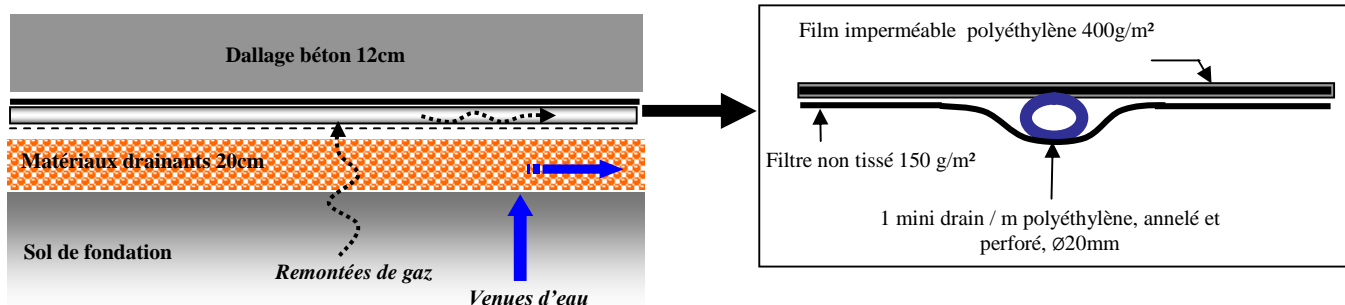 Dallage béton 12cm
Matériaux drainants 20cm
Sol de fondation
Remontées de gaz
Venues d'eau
Film imperméable polyéthylène 400g/m²
Filtre non tissé 150 g/m²
1 mini drain / m polyéthylène, annelé et
perforé, ∅20mm